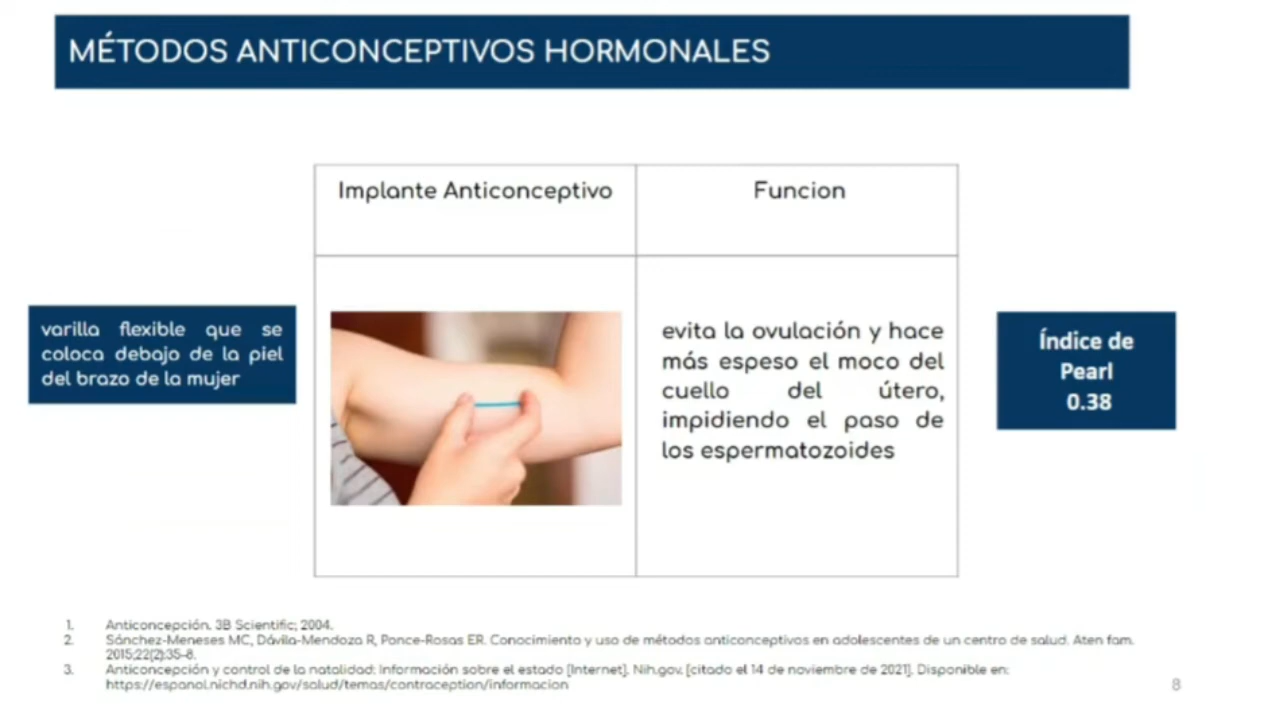 MÉTODOS ANTICONCEPTIVOS HORMONALES
Implante Anticonceptivo
Funcion
varilla flexible que se
coloca debajo de la piel
del brazo de la mujer
evita la ovulación y hace
más espeso el moco del
cuello del útero,
impidiendo el paso de
los espermatozoides
Índice de
Pearl
0.38
1. Anticoncepción. 3B Scientific; 2004.
2. Sánchez-Meneses MC, Dávila-Mendoza R, Ponce-Rosas ER. Conocimiento y uso de métodos anticonceptivos en adolescentes de un centro de salud. Aten fam.
2015;22(2):35-8.
3. Anticoncepción y control de la natalidad: Información sobre el estado [Internet]. Nih.gov. [citado el 14 de noviembre de 2021]. Disponible en:
https://espanol.nichd.nih.gov/salud/temas/contraception/informacion
8